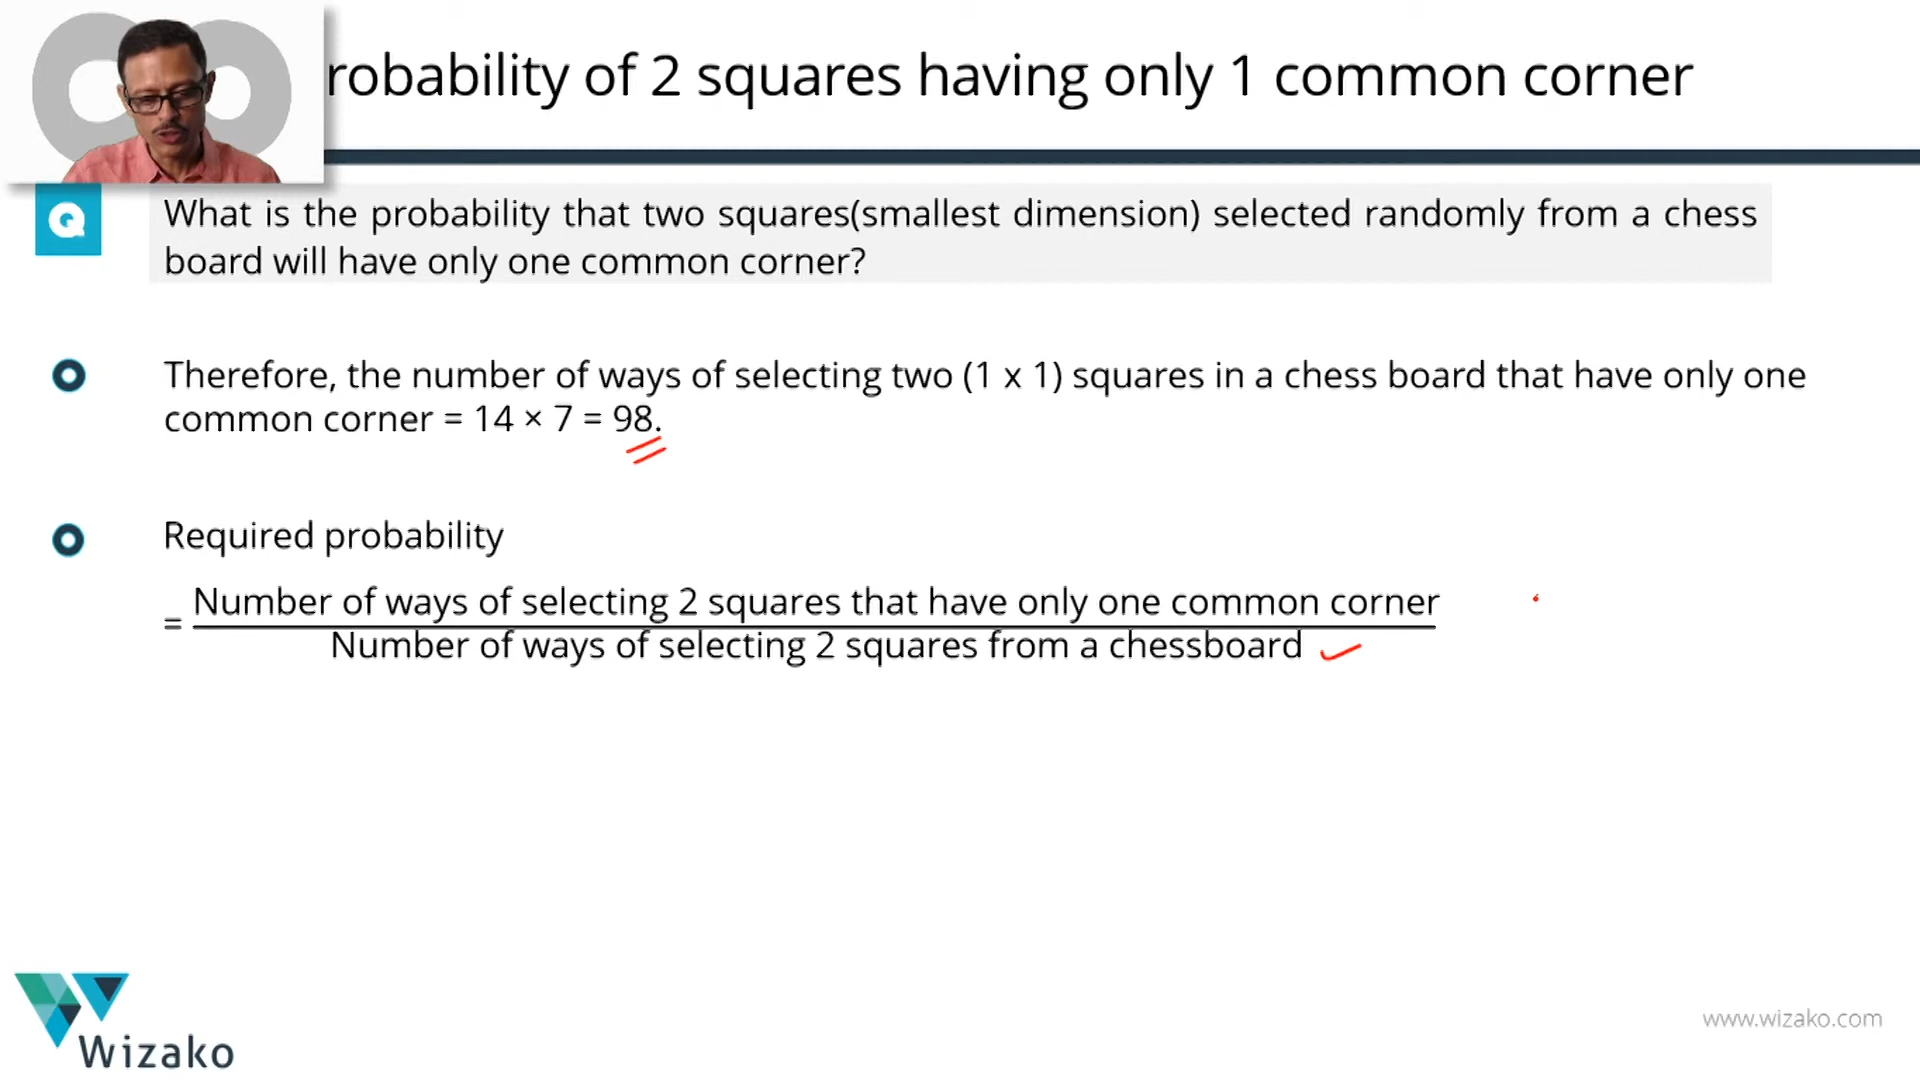 robability of 2 squares having only 1 common corner
Q
What is the probability that two squares(smallest dimension) selected randomly from a chess
board will have only one common corner?
Therefore, the number of ways of selecting two (1 x 1) squares in a chess board that have only one
common corner = 14 × 7 = 98.
Required probability
= Number of ways of selecting 2 squares that have only one common corner
Number of ways of selecting 2 squares from a chessboard
Wizako
www.wizako.com